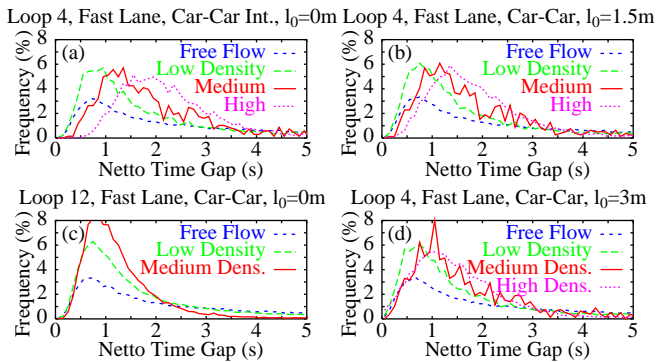 Loop 4, Fast Lane, Car-Car Int., l0=0m
Loop 4, Fast Lane, Car-Car, l0=1.5m
(a)
Free Flow
Low Density
Medium
High
Frequency (%)
8
6
4
2
0
0 1 2 3 4 5
Netto Time Gap (s)
(b)
Free Flow
Low Density
Medium
High
Frequency (%)
8
6
4
2
0
0 1 2 3 4 5
Netto Time Gap (s)
Loop 12, Fast Lane, Car-Car, l0=0m
Loop 4, Fast Lane, Car-Car, l0=3m
(c)
Free Flow
Low Density
Medium Dens.
Frequency (%)
8
6
4
2
0
0 1 2 3 4 5
Netto Time Gap (s)
(d)
Free Flow
Low Density
Medium Dens.
High Dens.
Frequency (%)
8
6
4
2
0
0 1 2 3 4 5
Netto Time Gap (s)